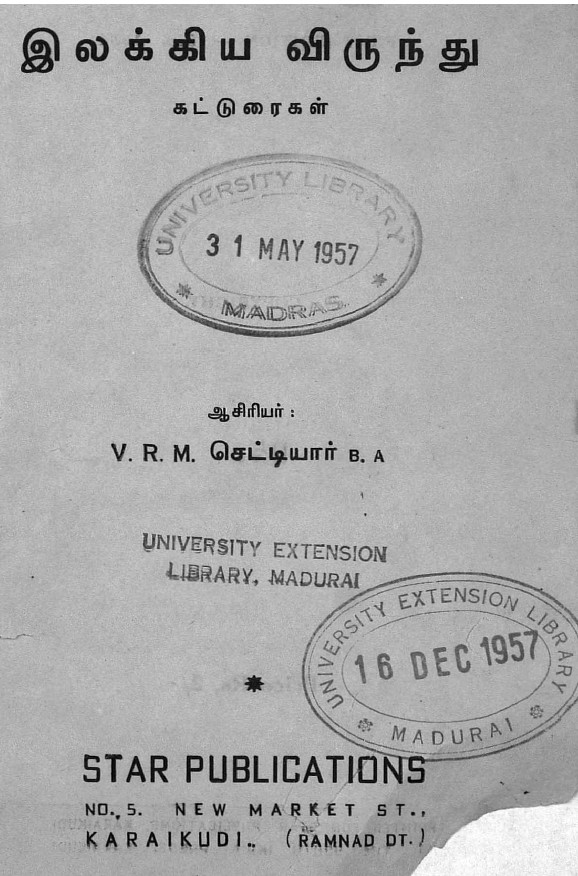 இலக்கிய விருந்து
கட்டுரைகள்
UNIVERSITY LIBRARY
31 MAY 1957
* MADRAS. *
ஆசிரியர் :
V. R. M. செட்டியார் B. A
UNIVERSITY EXTENSION
LIBRARY, MADURAI
UNIVERSITY EXTENSION LIBRARY
16 DEC 1957
* MADURAI *
*
STAR PUBLICATIONS
NO., 5. NEW MARKET ST.,
KARAIKUDI.. (RAMNAD DT.)